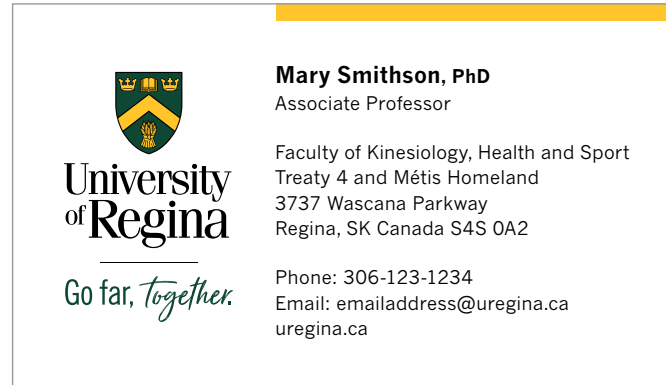 University
of Regina
Go far, together.
Mary Smithson, PhD
Associate Professor
Faculty of Kinesiology, Health and Sport
Treaty 4 and Métis Homeland
3737 Wascana Parkway
Regina, SK Canada S4S 0A2
Phone: 306-123-1234
Email: emailaddress@uregina.ca
uregina.ca